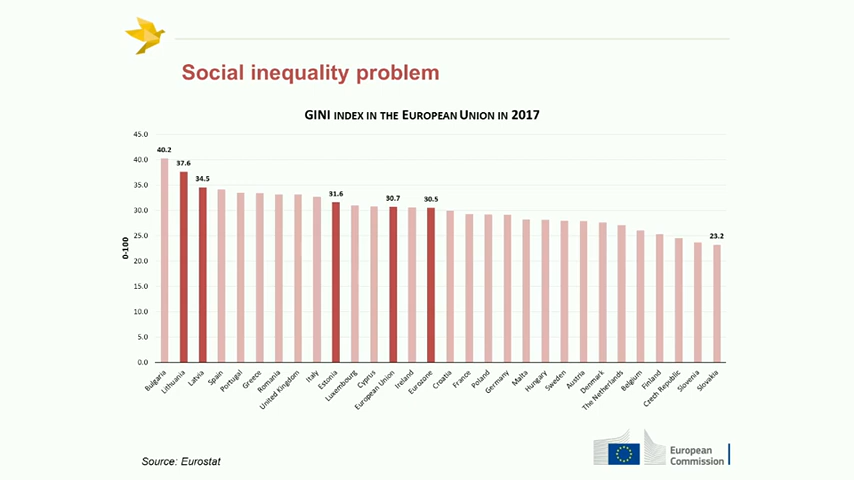 Social inequality problem
GINI INDEX IN THE EUROPEAN UNION IN 2017
45.0
40.0
35.0
30.0
25.0
20.0
15.0
10.0
5.0
0.0
0-100
40.2
37.6
34.5
31.6
30.7
30.5
23.2
Bulgaria
Lithuania
Latvia
Spain
Portugal
Greece
Romania
United Kingdom
Italy
Estonia
Luxembourg
Cyprus
European Union
Ireland
Eurozone
Croatia
France
Poland
Germany
Malta
Hungary
Sweden
Austria
Denmark
The Netherlands
Belgium
Finland
Czech Republic
Slovenia
Slovakia
Source: Eurostat
European
Commission